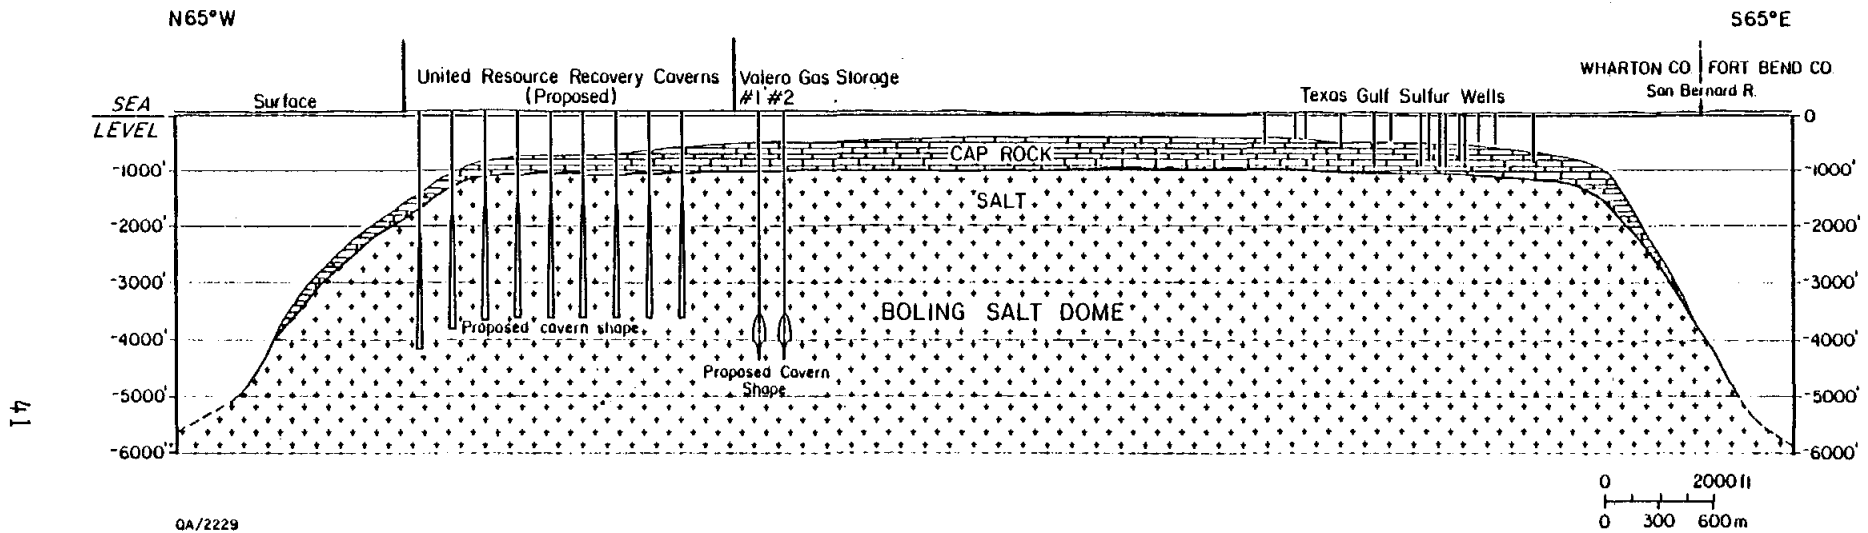 N65°W
S65°E
United Resource Recovery Caverns
(Proposed)
Valero Gas Storage
#1 #2
WHARTON CO. FORT BEND CO.
San Bernard R.
Texas Gulf Sulfur Wells
Surface
SEA
LEVEL
0
CAP ROCK
-1000'
-1000'
SALT
-2000'
-2000'
-3000'
-3000'
BOLING SALT DOME
Proposed cavern shape
-4000'
-4000'
Proposed Cavern
Shape
-5000'
-5000'
-6000'
-6000'
0 2000 ft
0 300 600 m
QA/2229
41